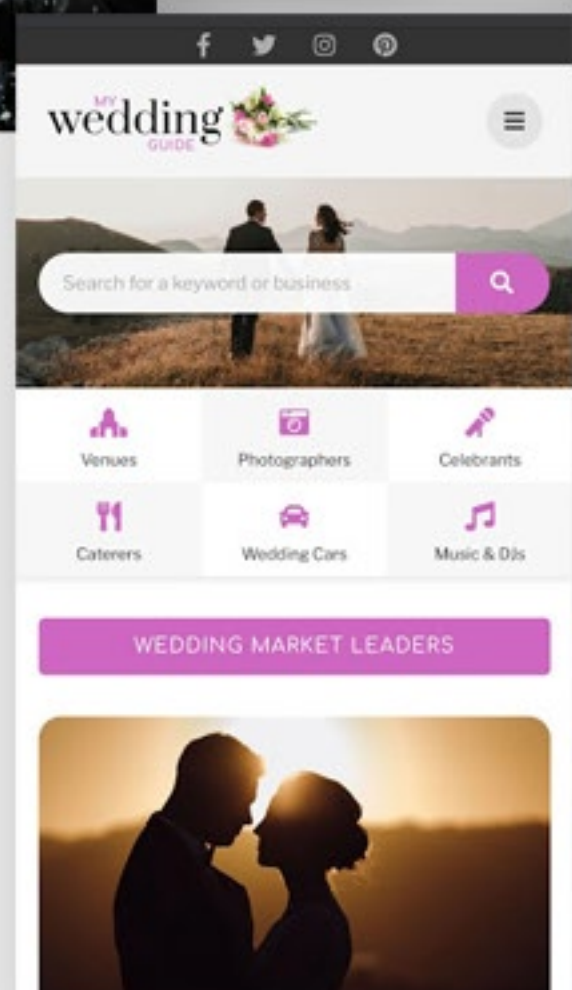 MY
wedding
GUIDE
Search for a keyword or business
Venues
Photographers
Celebrants
Caterers
Wedding Cars
Music & DJs
WEDDING MARKET LEADERS